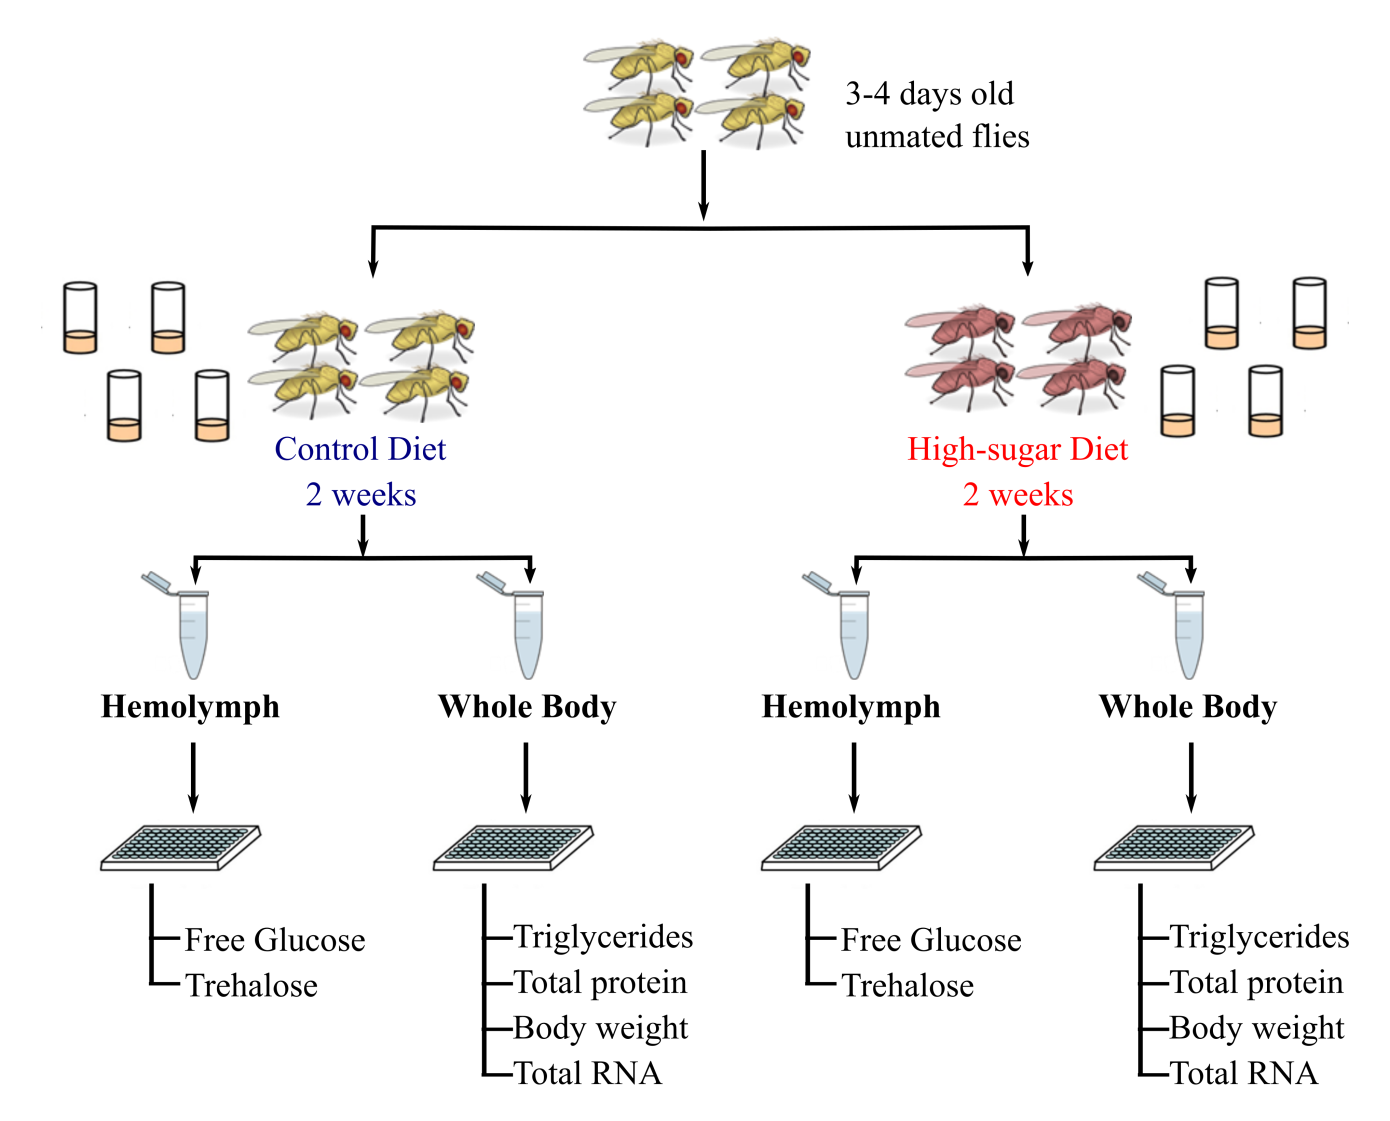 3-4 days old
unmated flies
Control Diet
2 weeks
High-sugar Diet
2 weeks
Hemolymph
Whole Body
Hemolymph
Whole Body
Free Glucose
Trehalose
Triglycerides
Total protein
Body weight
Total RNA
Free Glucose
Trehalose
Triglycerides
Total protein
Body weight
Total RNA